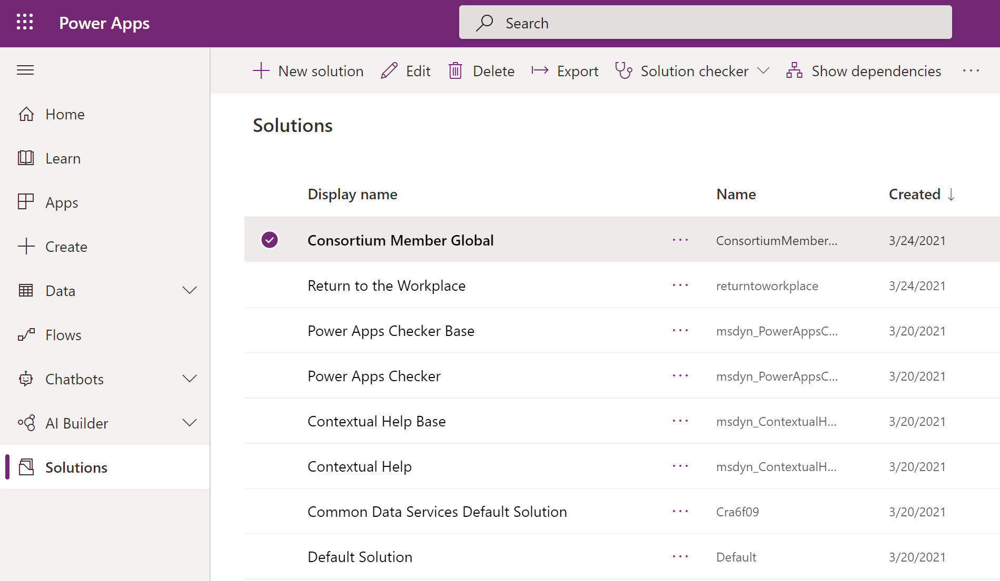 Power Apps
Search
New solution Edit Delete Export Solution checker Show dependencies ...
Home
Learn
Apps
Create
Data
Flows
Chatbots
AI Builder
Solutions
Solutions
Display name Name Created ↓
Consortium Member Global ... ConsortiumMember... 3/24/2021
Return to the Workplace ... returntoworkplace 3/24/2021
Power Apps Checker Base ... msdyn_PowerAppsC... 3/20/2021
Power Apps Checker ... msdyn_PowerAppsC... 3/20/2021
Contextual Help Base ... msdyn_ContextualH... 3/20/2021
Contextual Help ... msdyn_ContextualH... 3/20/2021
Common Data Services Default Solution ... Cra6f09 3/20/2021
Default Solution ... Default 3/20/2021